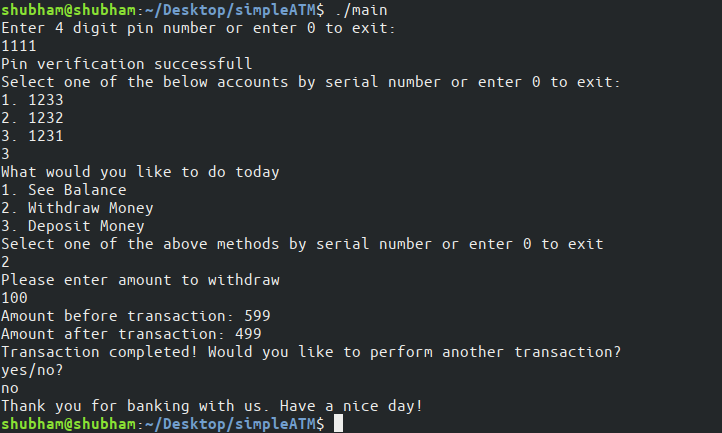 shubham@shubham:~/Desktop/simpleATM$ ./main
Enter 4 digit pin number or enter 0 to exit:
1111
Pin verification successfull
Select one of the below accounts by serial number or enter 0 to exit:
1. 1233
2. 1232
3. 1231
3
What would you like to do today
1. See Balance
2. Withdraw Money
3. Deposit Money
Select one of the above methods by serial number or enter 0 to exit
2
Please enter amount to withdraw
100
Amount before transaction: 599
Amount after transaction: 499
Transaction completed! Would you like to perform another transaction?
yes/no?
no
Thank you for banking with us. Have a nice day!
shubham@shubham:~/Desktop/simpleATM$